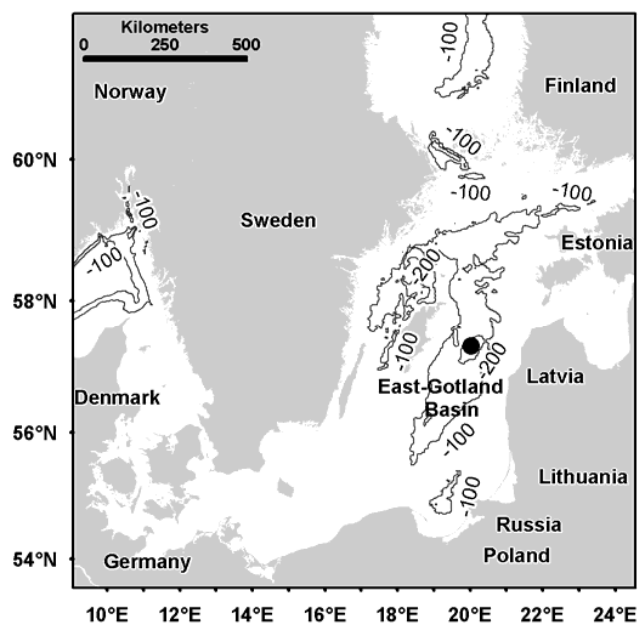 Kilometers
0 250 500
-100
Norway
Finland
-100
60°N
-100
-100
-100
Sweden
Estonia
-100
-200
58°N
-100
-200
Denmark
East-Gotland
Basin
Latvia
56°N
-100
-100
Lithuania
Russia
54°N
Germany
Poland
10°E 12°E 14°E 16°E 18°E 20°E 22°E 24°E